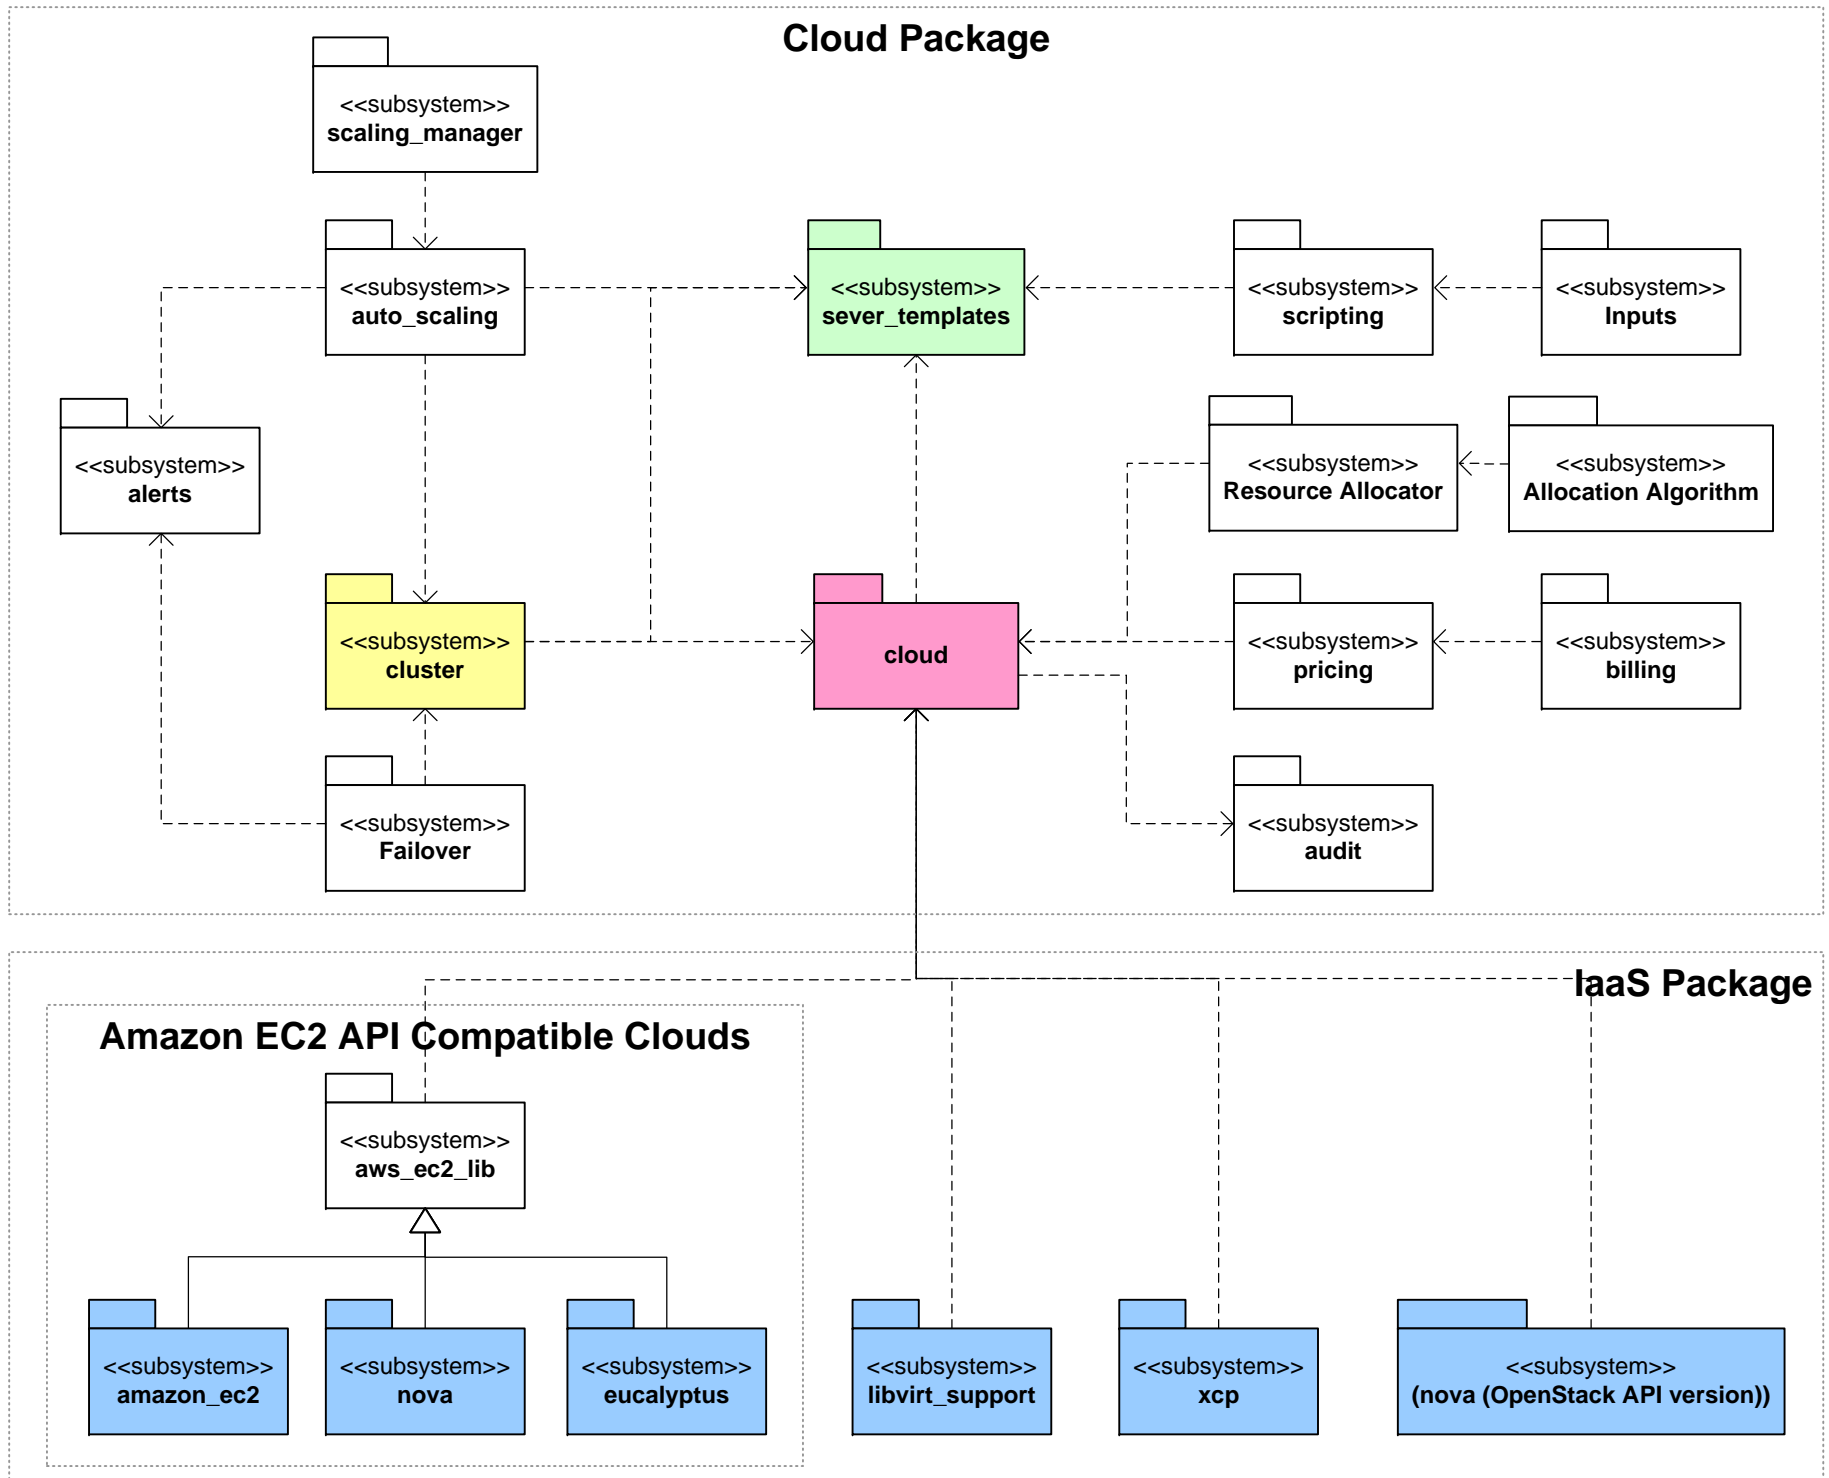 Cloud Package
<<subsystem>>
scaling_manager
<<subsystem>>
auto_scaling
<<subsystem>>
sever_templates
<<subsystem>>
scripting
<<subsystem>>
Inputs
<<subsystem>>
alerts
<<subsystem>>
Resource Allocator
<<subsystem>>
Allocation Algorithm
<<subsystem>>
cluster
cloud
<<subsystem>>
pricing
<<subsystem>>
billing
<<subsystem>>
Failover
<<subsystem>>
audit
IaaS Package
Amazon EC2 API Compatible Clouds
<<subsystem>>
aws_ec2_lib
<<subsystem>>
amazon_ec2
<<subsystem>>
nova
<<subsystem>>
eucalyptus
<<subsystem>>
libvirt_support
<<subsystem>>
xcp
<<subsystem>>
(nova (OpenStack API version))